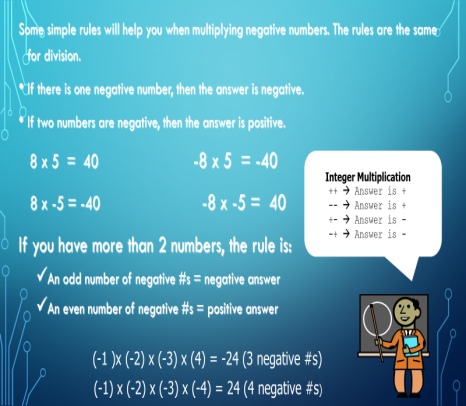 Some simple rules will help you when multiplying negative numbers. The rules are the same
for division.
• If there is one negative number, then the answer is negative.
• If two numbers are negative, then the answer is positive.
8 x 5 = 40
-8 x 5 = -40
8 x -5 = -40
-8 x -5 = 40
Integer Multiplication
++ → Answer is +
-- → Answer is +
+- → Answer is -
-+ → Answer is -
If you have more than 2 numbers, the rule is:
✓An odd number of negative #s = negative answer
✓An even number of negative #s = positive answer
(-1 )x (-2) x (-3) x (4) = -24 (3 negative #s)
(-1) x (-2) x (-3) x (-4) = 24 (4 negative #s)